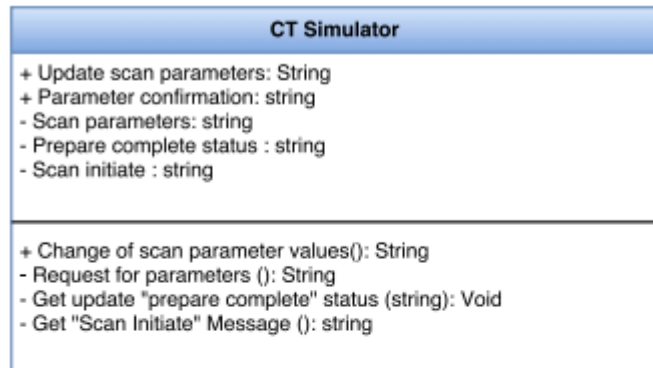 CT Simulator
+ Update scan parameters: String
+ Parameter confirmation: string
- Scan parameters: string
- Prepare complete status : string
- Scan initiate : string
+ Change of scan parameter values(): String
- Request for parameters (): String
- Get update "prepare complete" status (string): Void
- Get "Scan Initiate" Message (): string